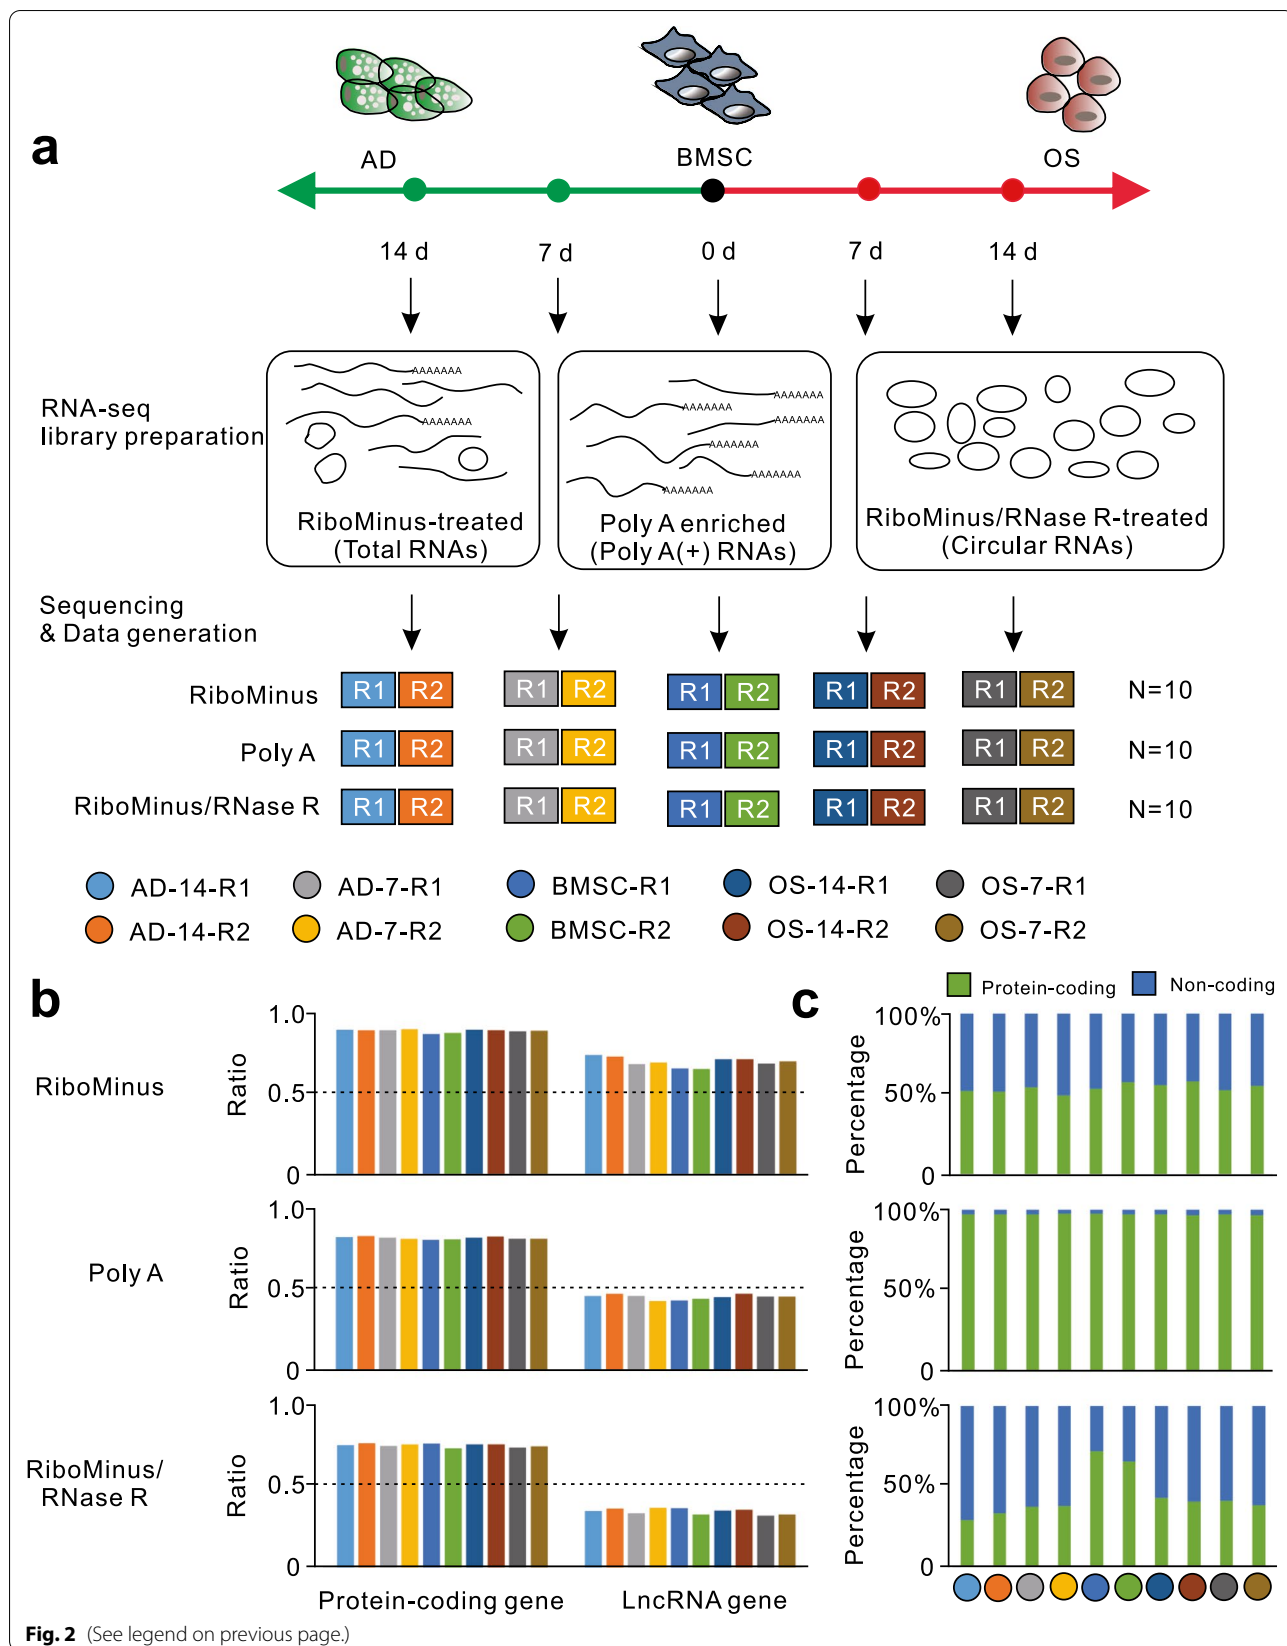 a
AD BMSC OS
14 d 7 d 0 d 7 d 14 d
RNA-seq
library preparation
AAAAAAA
AAAAAAA
AAAAAAA
AAAAAAA
AAAAAAA
AAAAAAA
AAAAAAA
AAAAAAA
RiboMinus-treated
(Total RNAs)
Poly A enriched
(Poly A(+) RNAs)
RiboMinus/RNase R-treated
(Circular RNAs)
Sequencing
& Data generation
RiboMinus R1 R2 R1 R2 R1 R2 R1 R2 R1 R2 N=10
Poly A R1 R2 R1 R2 R1 R2 R1 R2 R1 R2 N=10
RiboMinus/RNase R R1 R2 R1 R2 R1 R2 R1 R2 R1 R2 N=10
AD-14-R1 AD-7-R1 BMSC-R1 OS-14-R1 OS-7-R1
AD-14-R2 AD-7-R2 BMSC-R2 OS-14-R2 OS-7-R2
b
RiboMinus
Ratio
1.0
0.5
0
Poly A
Ratio
1.0
0.5
0
RiboMinus/
RNase R
Ratio
1.0
0.5
0
Protein-coding gene LncRNA gene
c
Protein-coding Non-coding
Percentage
100%
50%
0
Percentage
100%
50%
0
Percentage
100%
50%
0
Fig. 2 (See legend on previous page.)